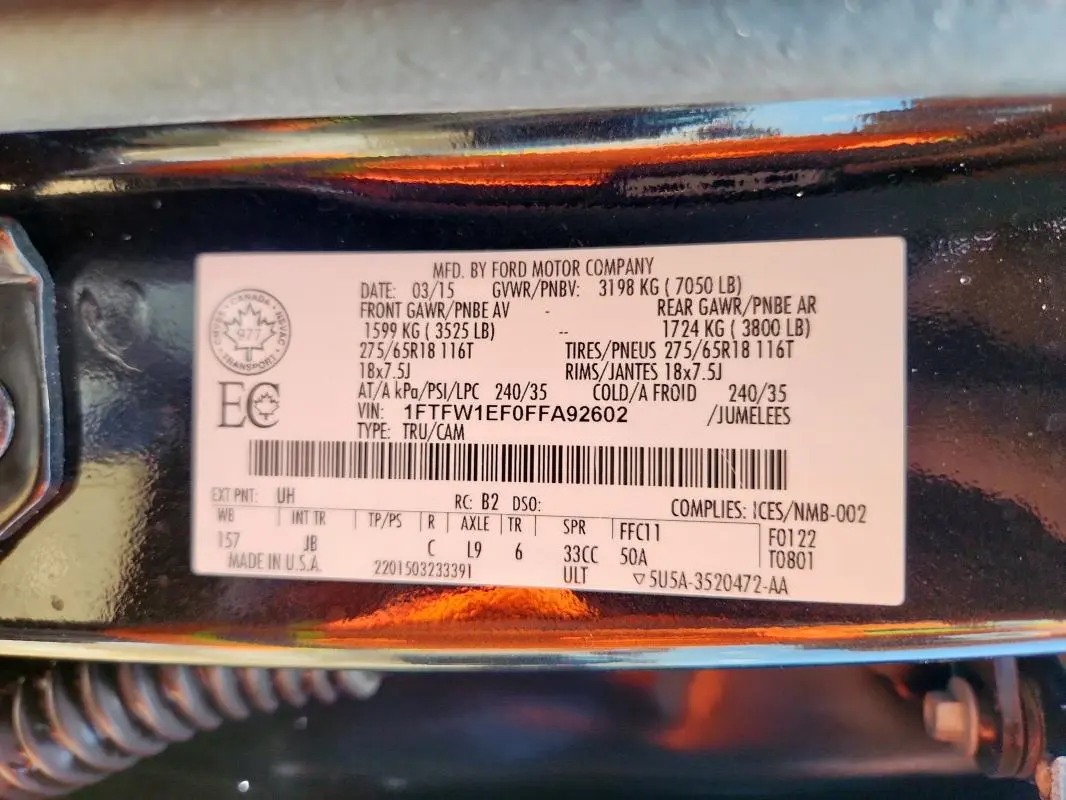 MFD. BY FORD MOTOR COMPANY
DATE: 03/15 GVWR/PNBV: 3198 KG ( 7050 LB)
FRONT GAWR/PNBE AV - REAR GAWR/PNBE AR
1599 KG ( 3525 LB) -- 1724 KG ( 3800 LB)
275/65R18 116T TIRES/PNEUS 275/65R18 116T
18x7.5J RIMS/JANTES 18x7.5J
AT/A kPa/PSI/LPC 240/35 COLD/A FROID 240/35
VIN: 1FTFW1EF0FFA92602 /JUMELEES
TYPE: TRU/CAM
CANADA
977
TRANSPORT
EC
EXT PNT: UH RC: B2 DSO: COMPLIES: ICES/NMB-002
WB INT TR TP/PS R AXLE TR SPR FFC11 F0122
157 JB C L9 6 33CC 50A T0801
MADE IN U.S.A. 2201503233391 ULT ▽5U5A-3520472-AA